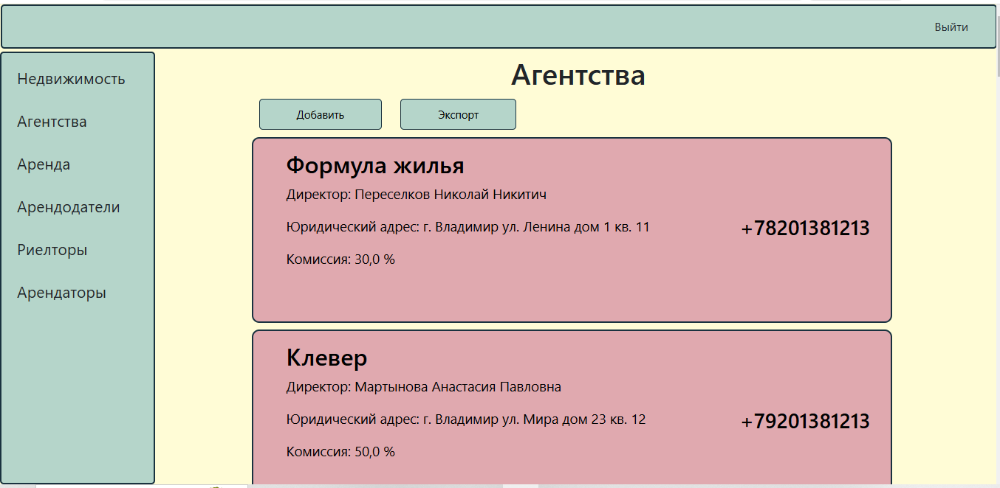 Выйти
Недвижимость
Агентства
Аренда
Арендодатели
Риелторы
Арендаторы
Агентства
Добавить
Экспорт
Формула жилья
Директор: Переселков Николай Никитич
Юридический адрес: г. Владимир ул. Ленина дом 1 кв. 11
+78201381213
Комиссия: 30,0 %
Клевер
Директор: Мартынова Анастасия Павловна
Юридический адрес: г. Владимир ул. Мира дом 23 кв. 12
+79201381213
Комиссия: 50,0 %